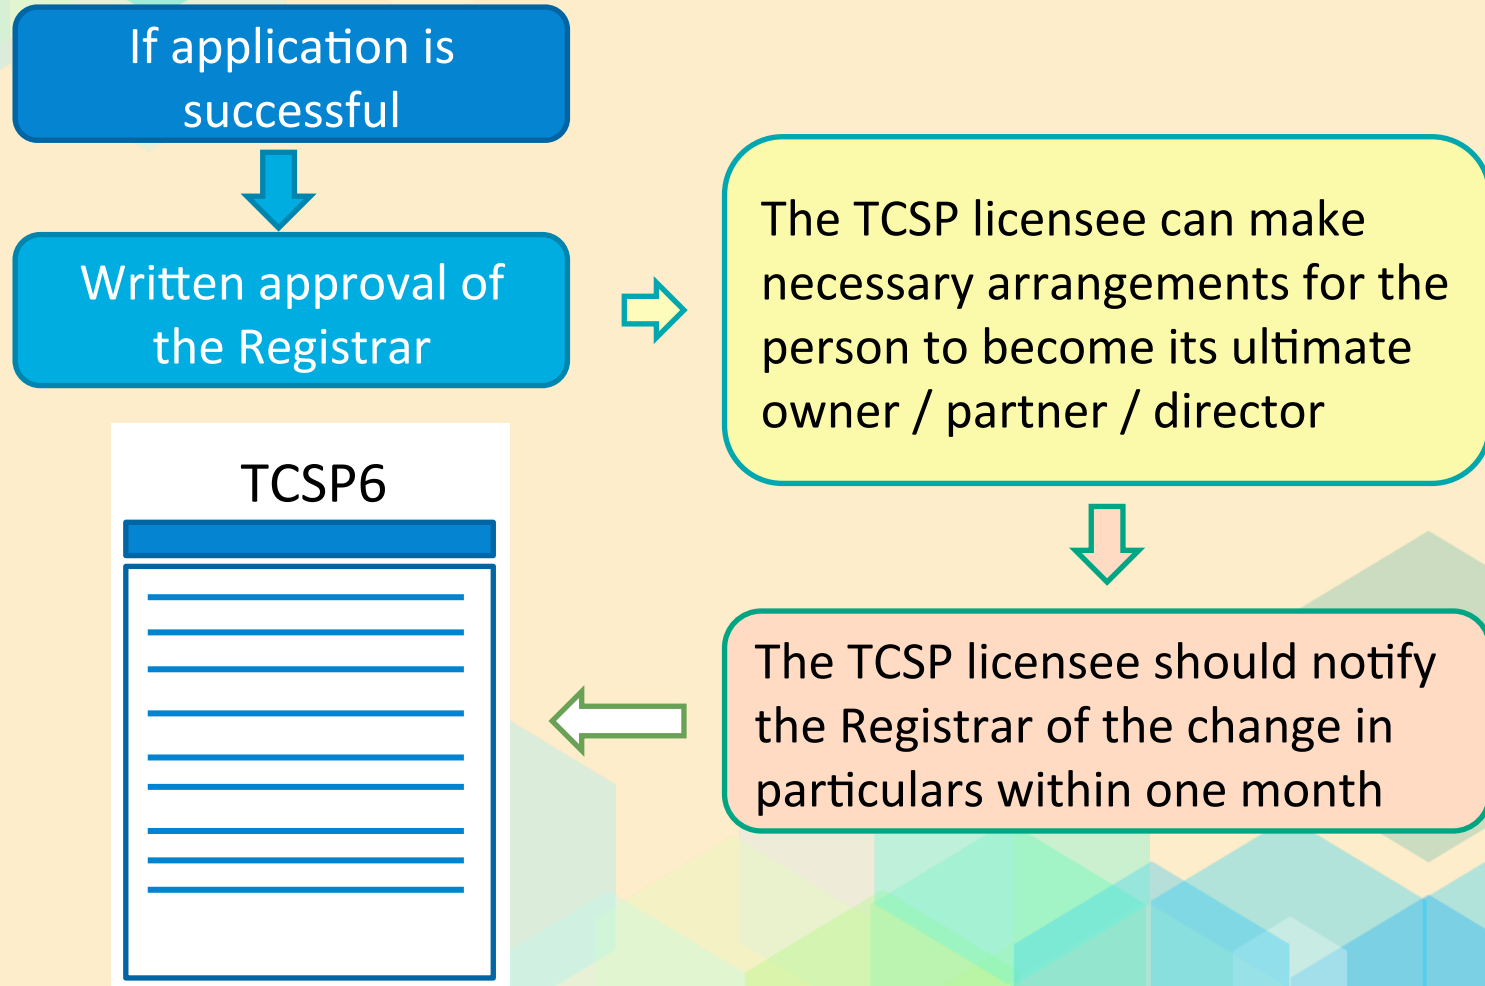 If application is
successful
Written approval of
the Registrar
The TCSP licensee can make
necessary arrangements for the
person to become its ultimate
owner / partner / director
The TCSP licensee should notify
the Registrar of the change in
particulars within one month
TCSP6